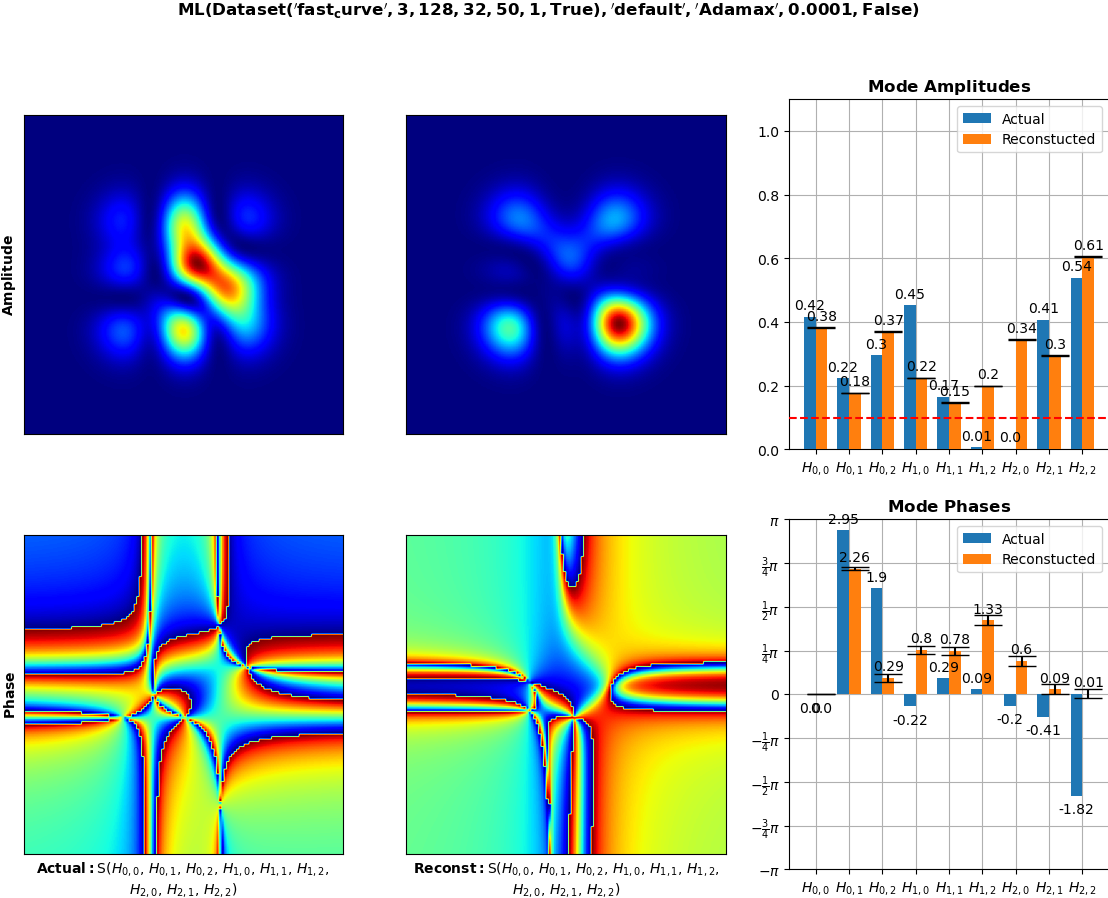 ML(Dataset('fast_curve', 3, 128, 32, 50, 1, True), 'default', 'Adamax', 0.0001, False)
Amplitude
Mode Amplitudes
Actual
Reconstucted
1.0
0.8
0.6
0.4
0.2
0.0
0.42
0.38
0.22
0.18
0.3
0.37
0.45
0.22
0.17
0.15
0.01
0.2
0.0
0.34
0.41
0.3
0.54
0.61
H0,0 H0,1 H0,2 H1,0 H1,1 H1,2 H2,0 H2,1 H2,2
Phase
Mode Phases
Actual
Reconstucted
π
3/4π
1/2π
1/4π
0
−1/4π
−1/2π
−3/4π
−π
0.0
0.0
2.95
2.26
1.9
0.29
-0.22
0.8
0.29
0.78
0.09
1.33
-0.2
0.6
-0.41
0.09
-1.82
0.01
H0,0 H0,1 H0,2 H1,0 H1,1 H1,2 H2,0 H2,1 H2,2
Actual: S(H0,0, H0,1, H0,2, H1,0, H1,1, H1,2,
H2,0, H2,1, H2,2)
Reconst: S(H0,0, H0,1, H0,2, H1,0, H1,1, H1,2,
H2,0, H2,1, H2,2)